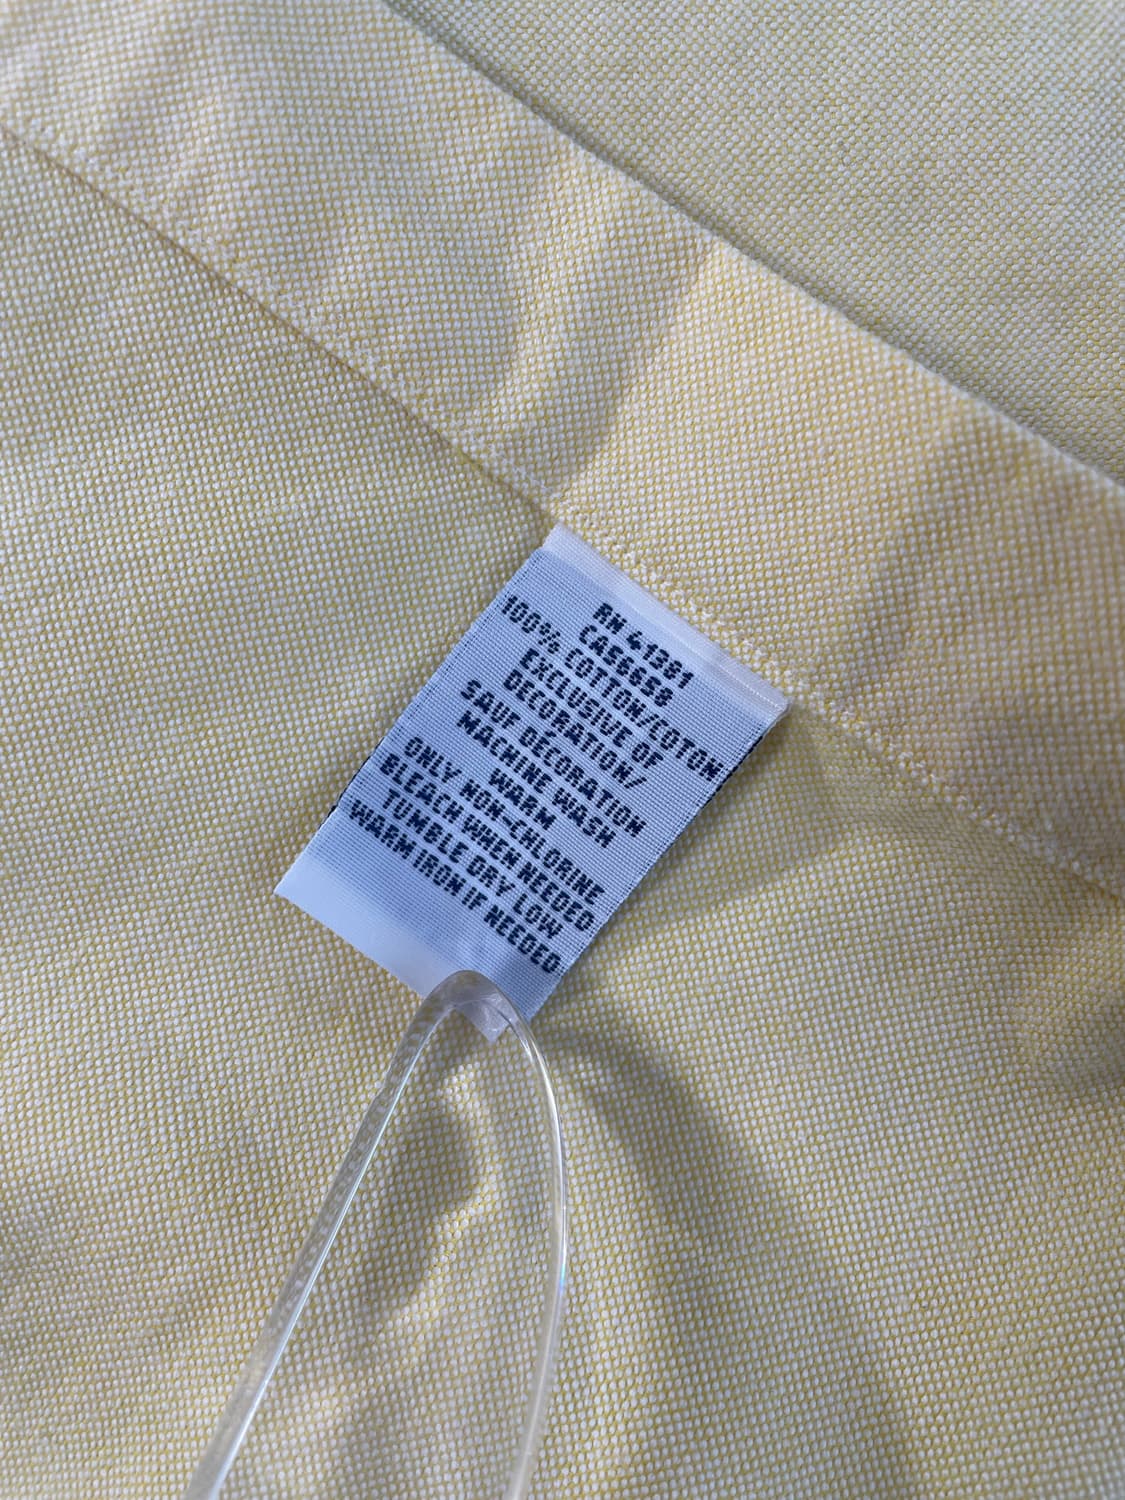 RN 41381
CA56658
100% COTTON/COTON
EXCLUSIVE OF
DECORATION/
SAUF DÉCORATION
MACHINE WASH
WARM
ONLY NON-CHLORINE
BLEACH WHEN NEEDED
TUMBLE DRY LOW
WARM IRON IF NEEDED